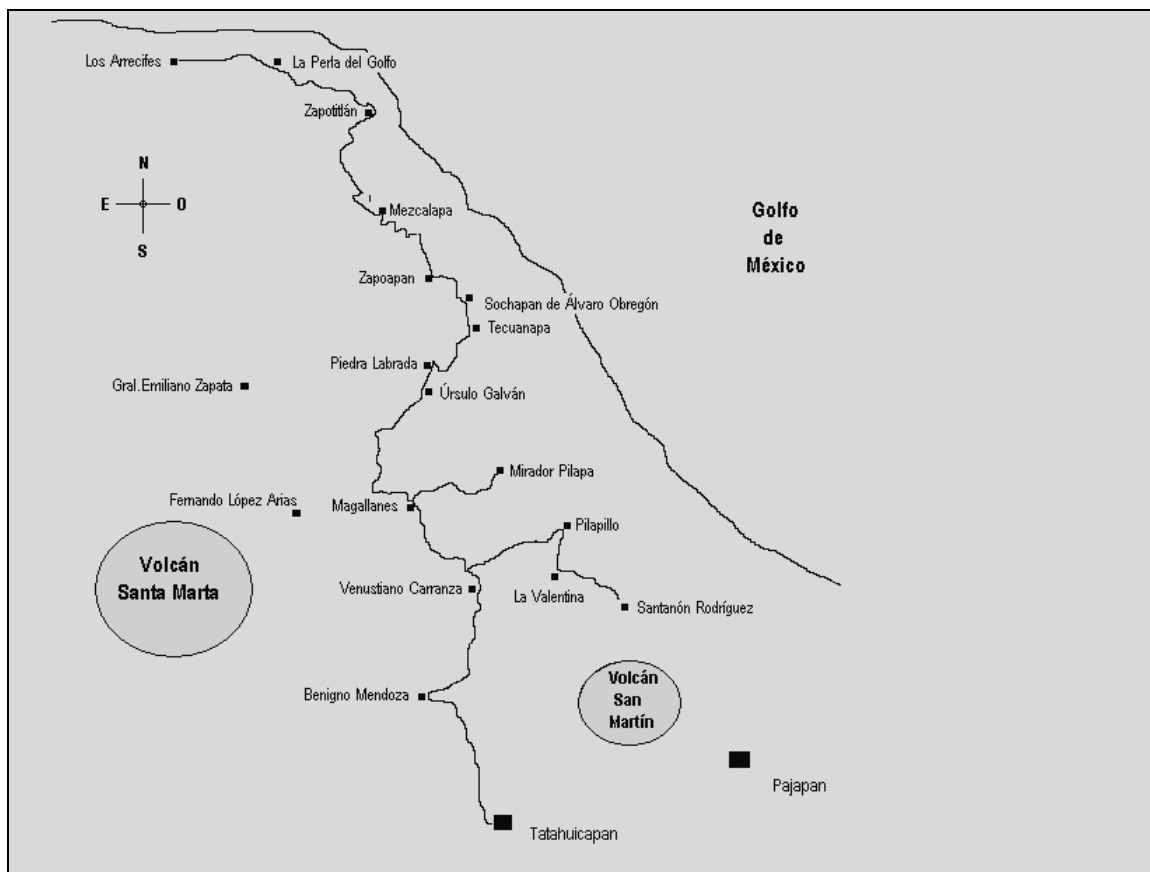 Los Arrecifes
La Perla del Golfo
Zapotitlán
N
E
O
S
Mezcalapa
Golfo
de
México
Zapoapan
Sochapan de Álvaro Obregón
Tecuanapa
Piedra Labrada
Gral.Emiliano Zapata
Úrsulo Galván
Mirador Pilapa
Fernando López Arias
Magallanes
Pilapillo
Volcán
Santa Marta
Venustiano Carranza
La Valentina
Santanón Rodríguez
Benigno Mendoza
Volcán
San
Martín
Pajapan
Tatahuicapan